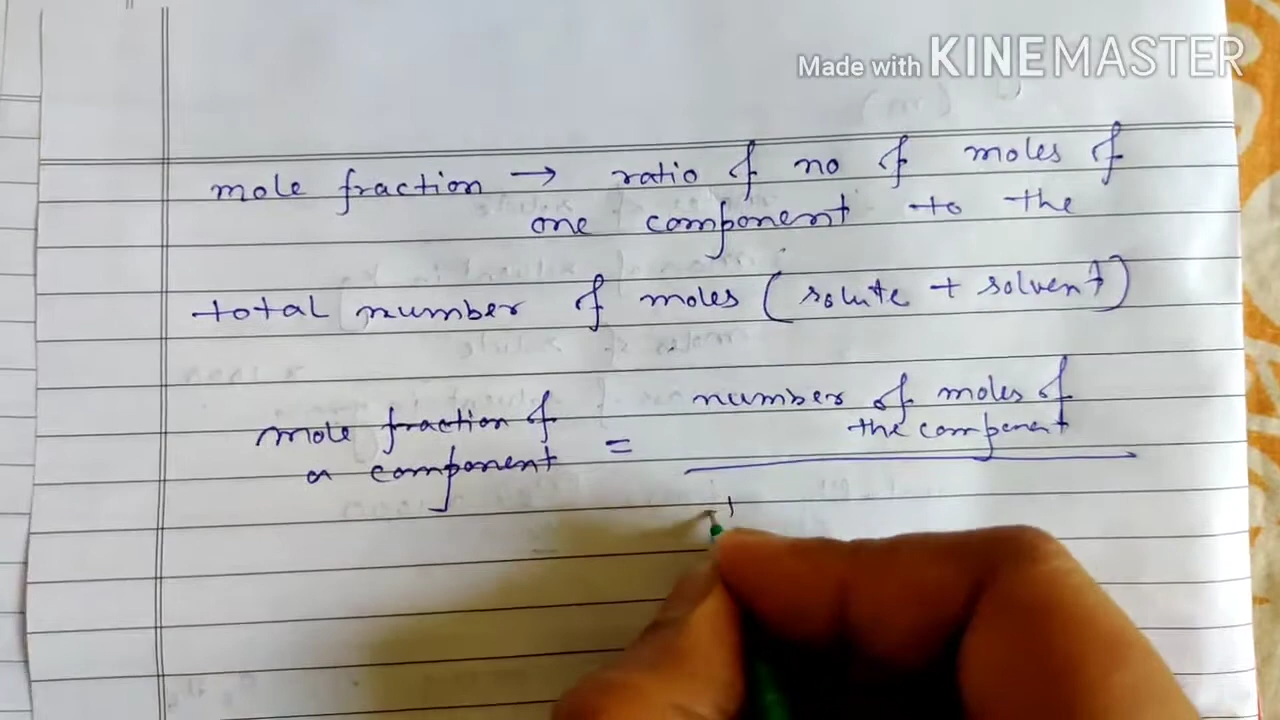 Made with KINEMASTER
mole fraction → ratio of no of moles of
one component to the
total number of moles (solute + solvent)
mole fraction of
a component
=
number of moles of
the component